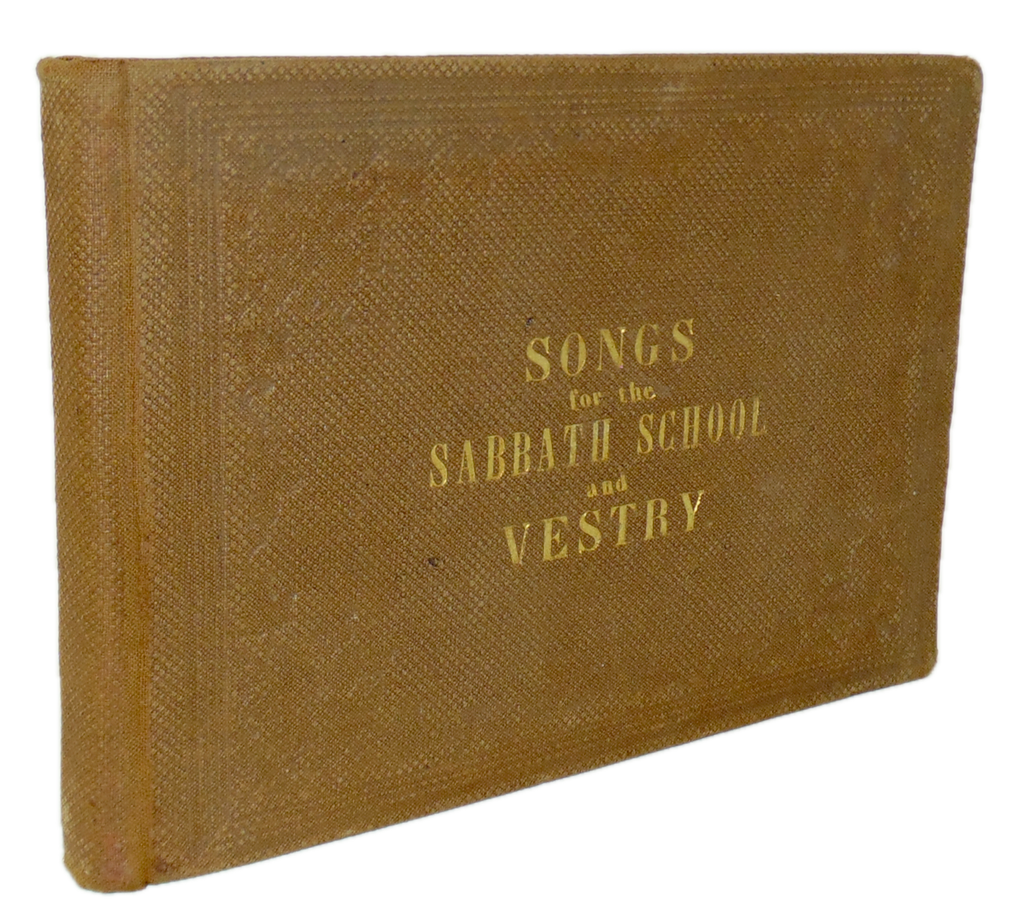 SONGS
for the
SABBATH SCHOOL
and
VESTRY